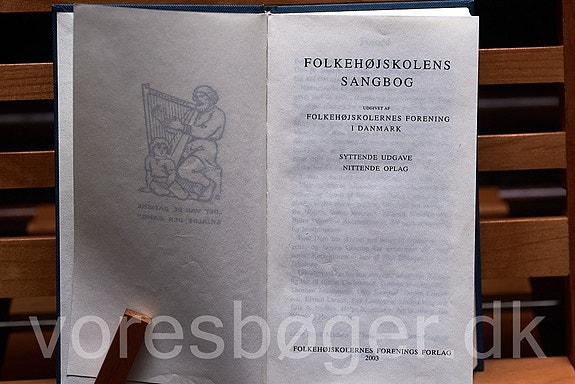 FOLKEHØJSKOLENS
SANGBOG
UDGIVET AF
FOLKEHØJSKOLERNES FORENING
I DANMARK
SYTTENDE UDGAVE
NITTENDE OPLAG
FOLKEHØJSKOLERNES FORENINGS FORLAG
2003
voresbøger.dk